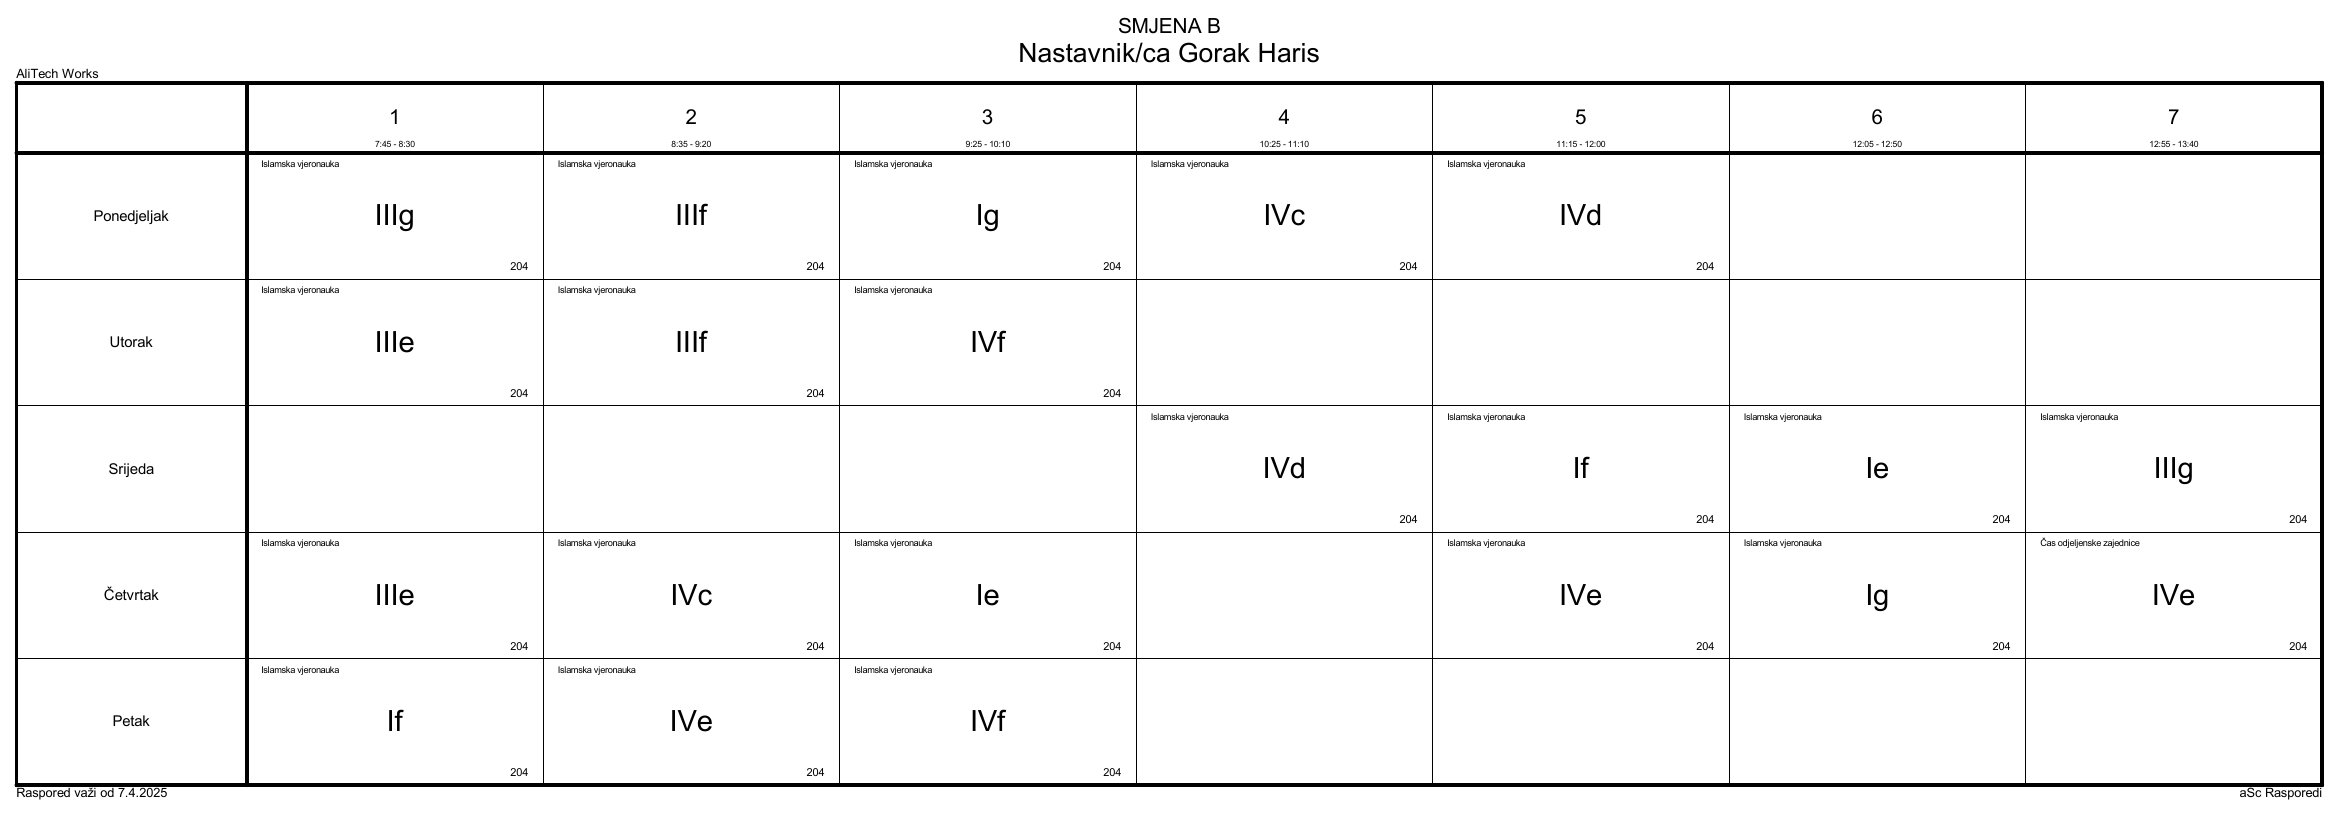 SMJENA B
Nastavnik/ca Gorak Haris
AliTech Works
1 2 3 4 5 6 7
7:45 - 8:30 8:35 - 9:20 9:25 - 10:10 10:25 - 11:10 11:15 - 12:00 12:05 - 12:50 12:55 - 13:40
Islamska vjeronauka Islamska vjeronauka Islamska vjeronauka Islamska vjeronauka Islamska vjeronauka
Ponedjeljak IIIg IIIf Ig IVc IVd
204 204 204 204 204
Islamska vjeronauka Islamska vjeronauka Islamska vjeronauka
Utorak IIIe IIIf IVf
204 204 204
Islamska vjeronauka Islamska vjeronauka Islamska vjeronauka Islamska vjeronauka
Srijeda IVd If Ie IIIg
204 204 204 204
Islamska vjeronauka Islamska vjeronauka Islamska vjeronauka Islamska vjeronauka Islamska vjeronauka Čas odjeljenske zajednice
Četvrtak IIIe IVc Ie IVe Ig IVe
204 204 204 204 204 204
Islamska vjeronauka Islamska vjeronauka Islamska vjeronauka
Petak If IVe IVf
204 204 204
Raspored važi od 7.4.2025 aSc Rasporedi